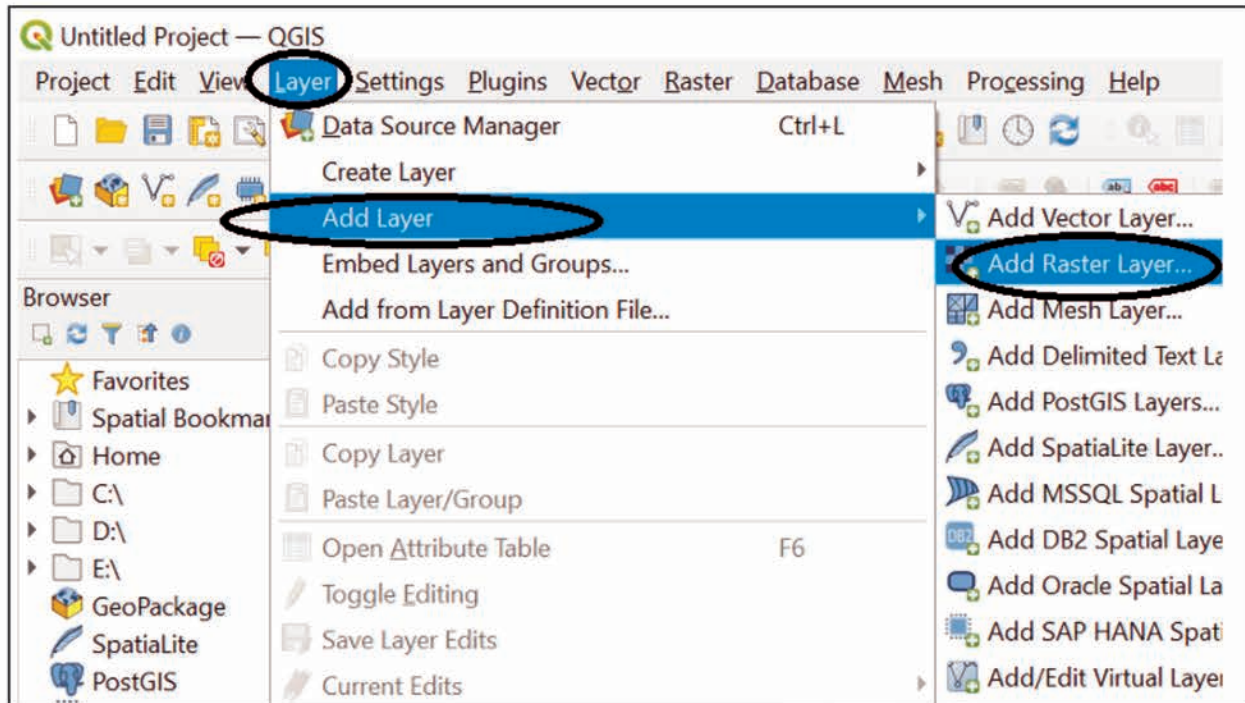 Untitled Project — QGIS
Project Edit View Layer Settings Plugins Vector Raster Database Mesh Processing Help
Data Source Manager Ctrl+L
Create Layer
Add Layer
Embed Layers and Groups...
Add from Layer Definition File...
Copy Style
Paste Style
Copy Layer
Paste Layer/Group
Open Attribute Table F6
Toggle Editing
Save Layer Edits
Current Edits
Add Vector Layer...
Add Raster Layer...
Add Mesh Layer...
Add Delimited Text La
Add PostGIS Layers...
Add SpatiaLite Layer..
Add MSSQL Spatial L
DB2 Add DB2 Spatial Laye
Add Oracle Spatial La
Add SAP HANA Spati
Add/Edit Virtual Layer
Browser
Favorites
Spatial Bookmar
Home
C:\
D:\
E:\
GeoPackage
SpatiaLite
PostGIS
ab
abc